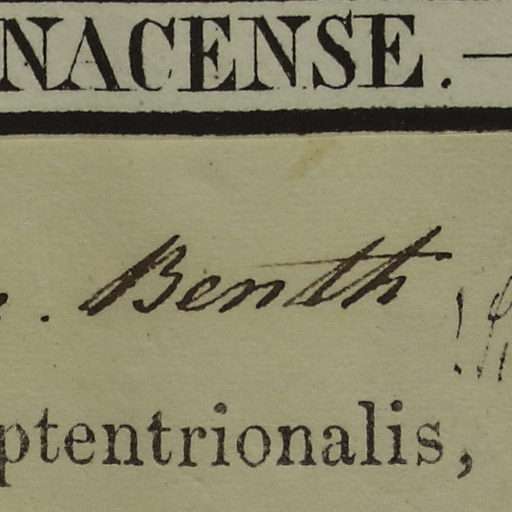 NACENSE.—
. Benth
ptentrionalis,